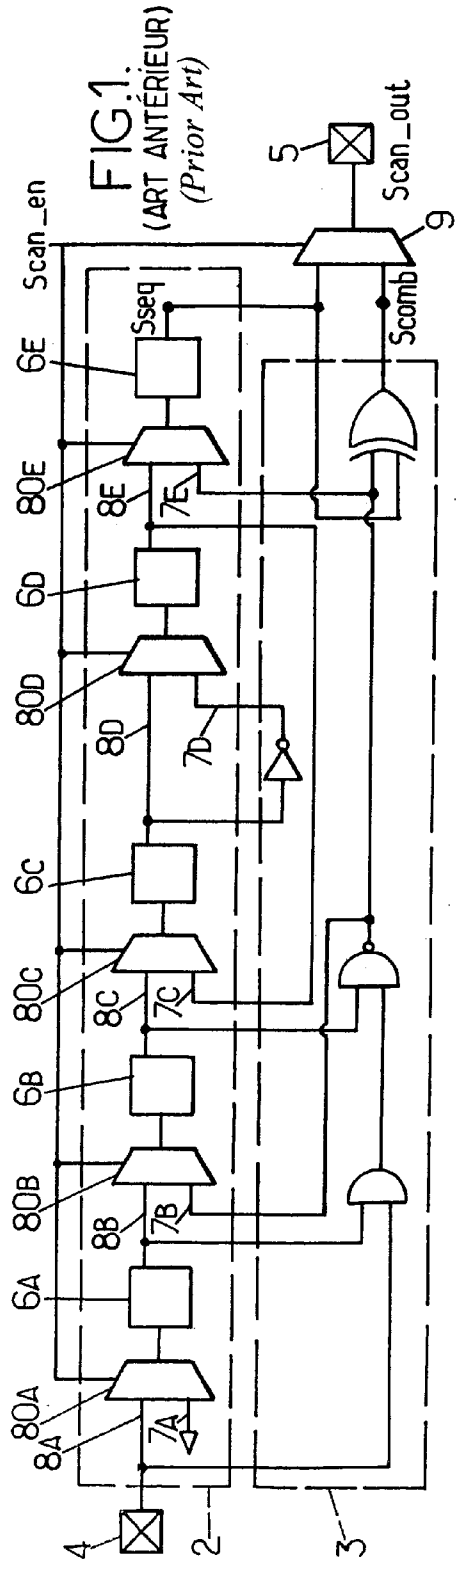 FIG.1.
(ART ANTÉRIEUR)
(Prior Art)
Scan_en
80A
6A
80B
6B
80C
6C
80D
6D
80E
6E
8A
7A
8B
7B
8C
7C
8D
7D
8E
7E
Sseq
4
2
3
5
Scan_out
9
Scomb